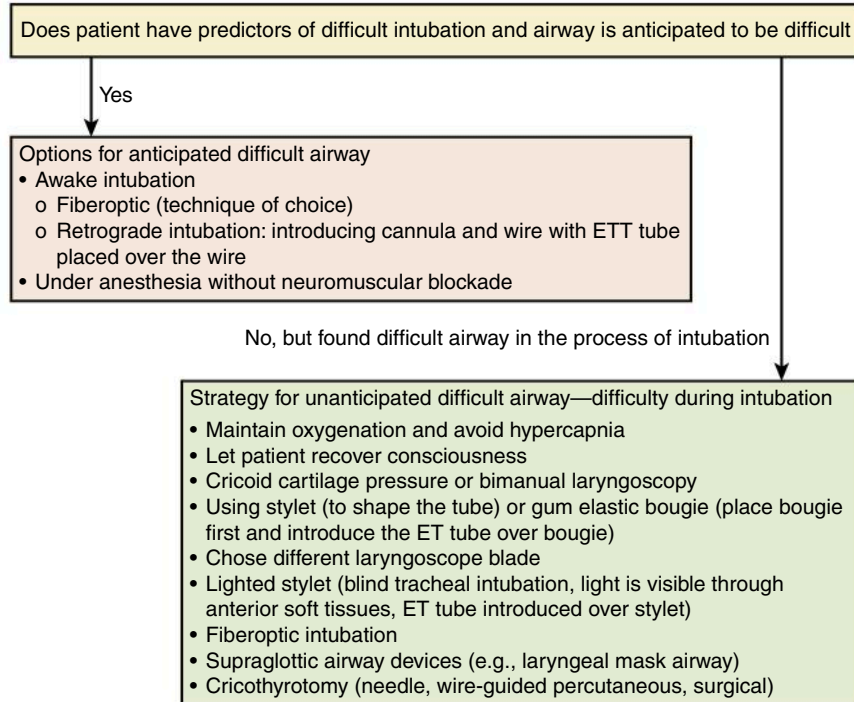 Does patient have predictors of difficult intubation and airway is anticipated to be difficult
Yes
Options for anticipated difficult airway
• Awake intubation
o Fiberoptic (technique of choice)
o Retrograde intubation: introducing cannula and wire with ETT tube
placed over the wire
• Under anesthesia without neuromuscular blockade
No, but found difficult airway in the process of intubation
Strategy for unanticipated difficult airway—difficulty during intubation
• Maintain oxygenation and avoid hypercapnia
• Let patient recover consciousness
• Cricoid cartilage pressure or bimanual laryngoscopy
• Using stylet (to shape the tube) or gum elastic bougie (place bougie
first and introduce the ET tube over bougie)
• Chose different laryngoscope blade
• Lighted stylet (blind tracheal intubation, light is visible through
anterior soft tissues, ET tube introduced over stylet)
• Fiberoptic intubation
• Supraglottic airway devices (e.g., laryngeal mask airway)
• Cricothyrotomy (needle, wire-guided percutaneous, surgical)